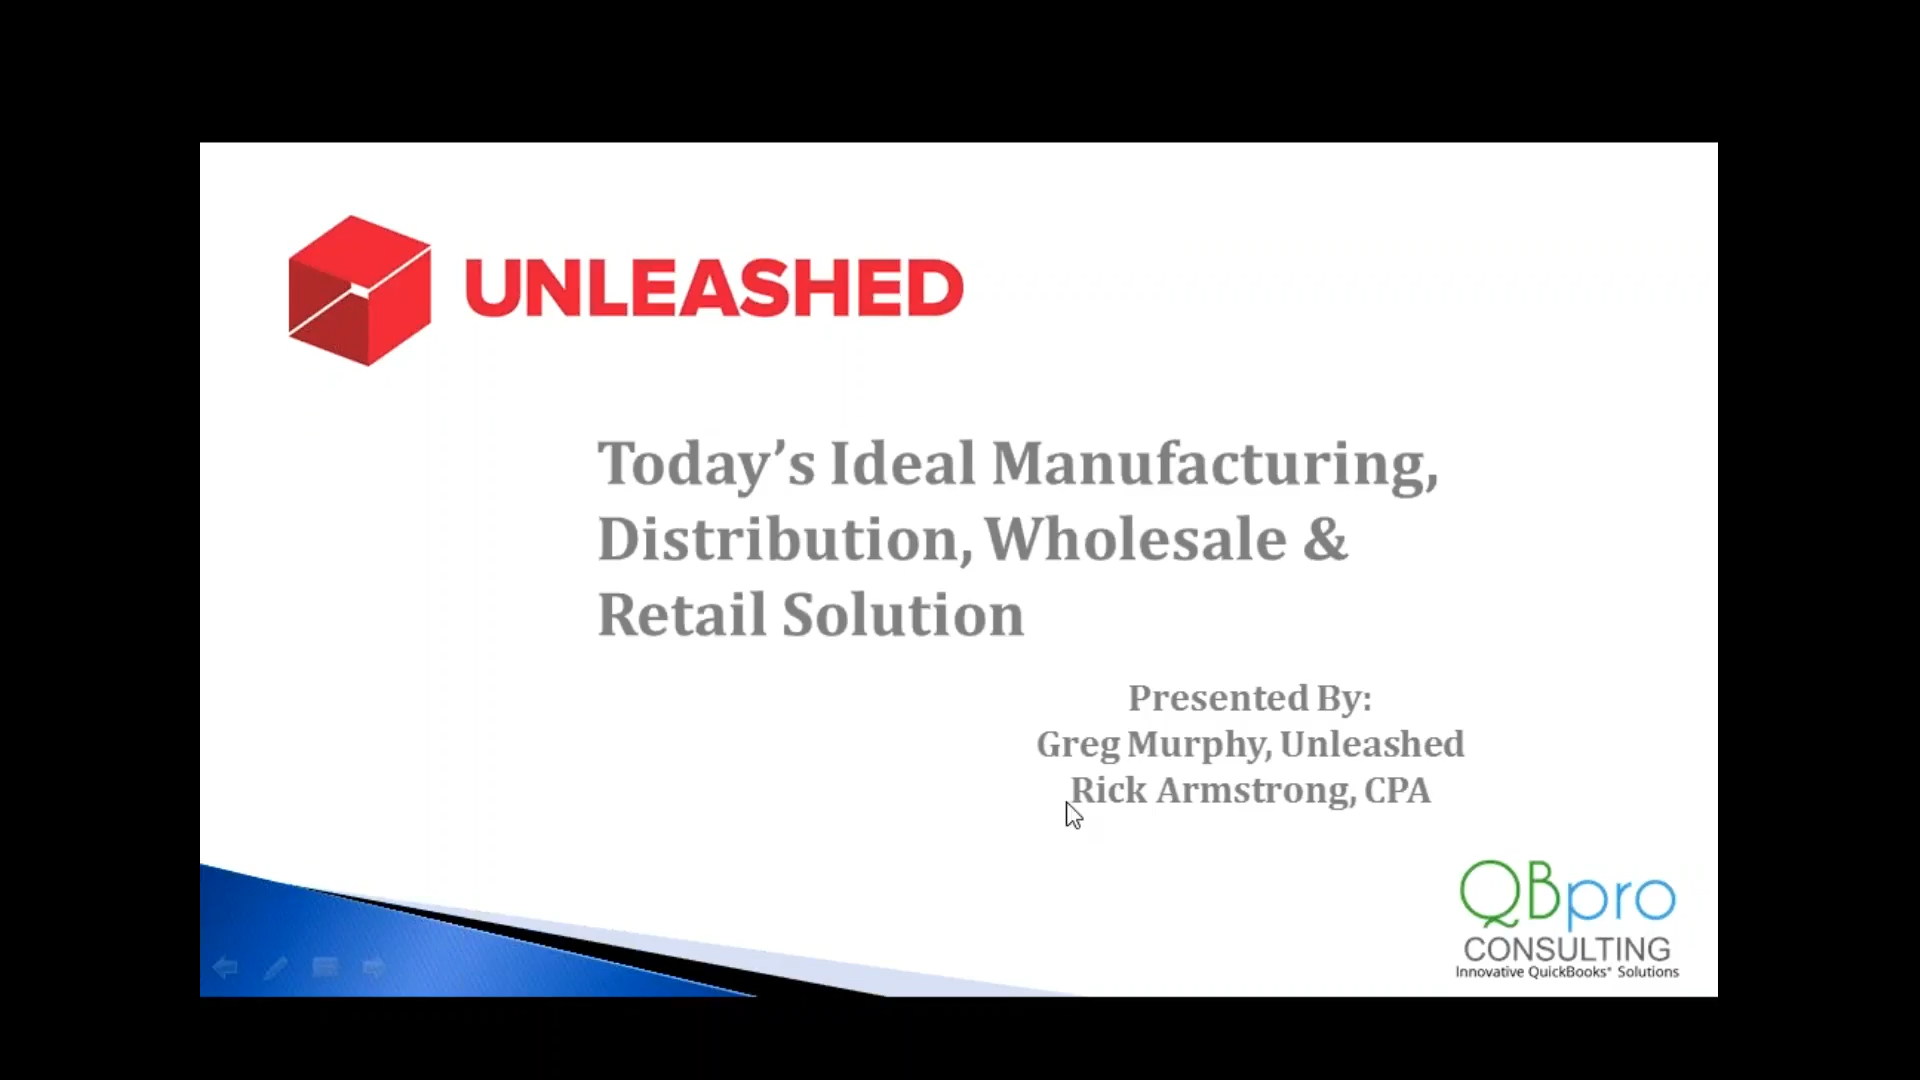 UNLEASHED
Today’s Ideal Manufacturing,
Distribution, Wholesale &
Retail Solution
Presented By:
Greg Murphy, Unleashed
Rick Armstrong, CPA
QBpro
CONSULTING
Innovative QuickBooks® Solutions